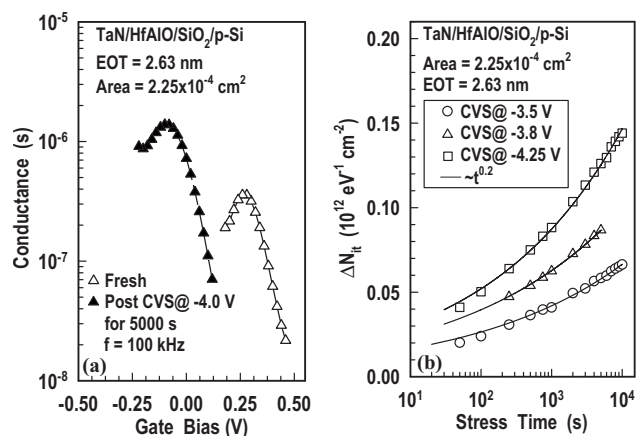 TaN/HfAlO/SiO2/p-Si
EOT = 2.63 nm
Area = 2.25x10-4 cm2
10-5
10-6
10-7
10-8
Conductance (s)
Fresh
Post CVS@ -4.0 V
for 5000 s
f = 100 kHz
(a)
-0.50 -0.25 0.00 0.25 0.50
Gate Bias (V)
TaN/HfAlO/SiO2/p-Si
Area = 2.25x10-4 cm2
EOT = 2.63 nm
CVS@ -3.5 V
CVS@ -3.8 V
CVS@ -4.25 V
~t0.2
0.20
0.15
0.10
0.05
0.00
ΔNit (1012 eV-1 cm-2)
(b)
101 102 103 104
Stress Time (s)